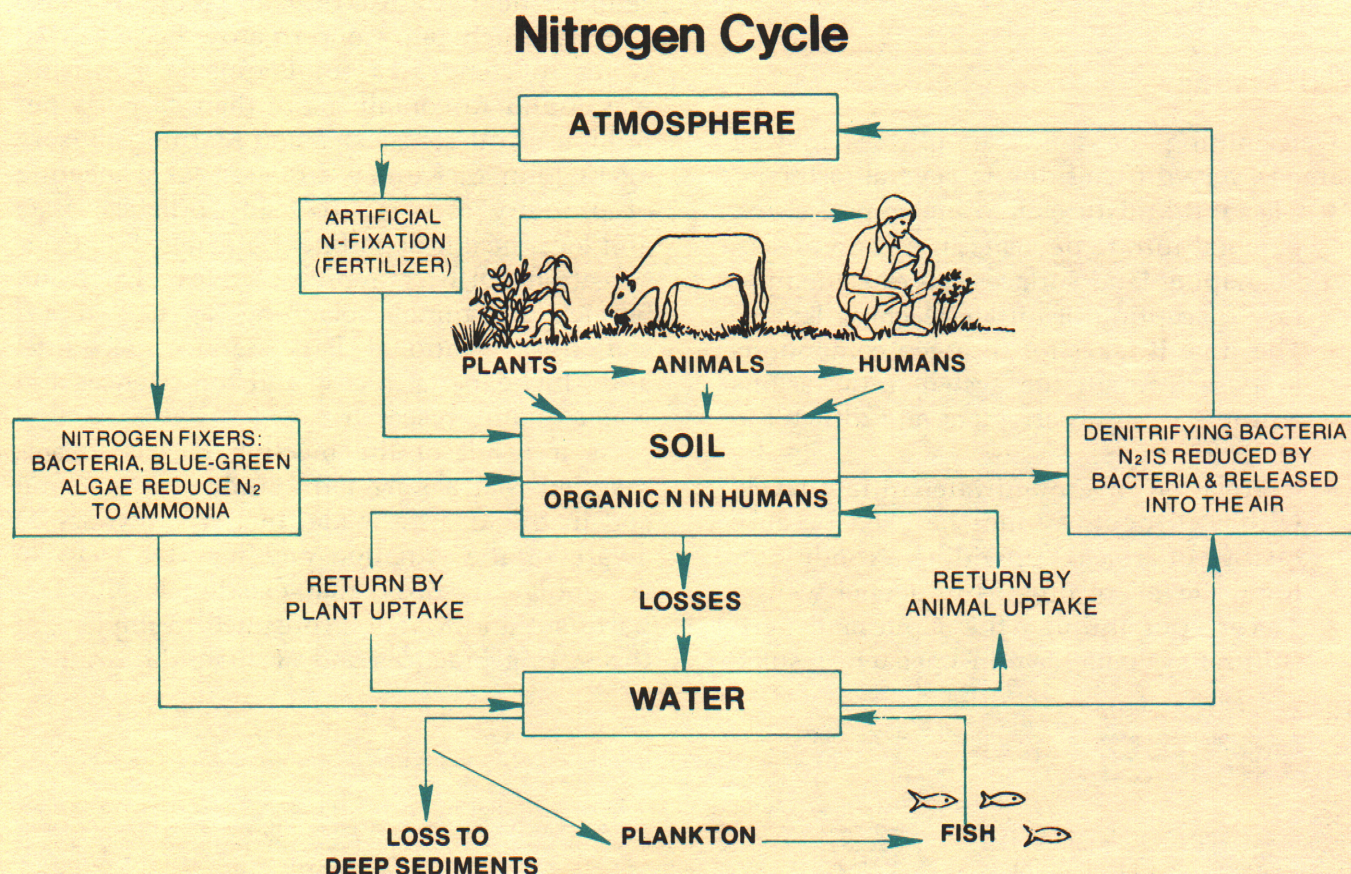 Nitrogen Cycle
ATMOSPHERE
ARTIFICIAL
N-FIXATION
(FERTILIZER)
PLANTS
ANIMALS
HUMANS
NITROGEN FIXERS:
BACTERIA, BLUE-GREEN
ALGAE REDUCE N₂
TO AMMONIA
SOIL
ORGANIC N IN HUMANS
DENITRIFYING BACTERIA
N₂ IS REDUCED BY
BACTERIA & RELEASED
INTO THE AIR
RETURN BY
PLANT UPTAKE
LOSSES
RETURN BY
ANIMAL UPTAKE
WATER
LOSS TO
DEEP SEDIMENTS
PLANKTON
FISH